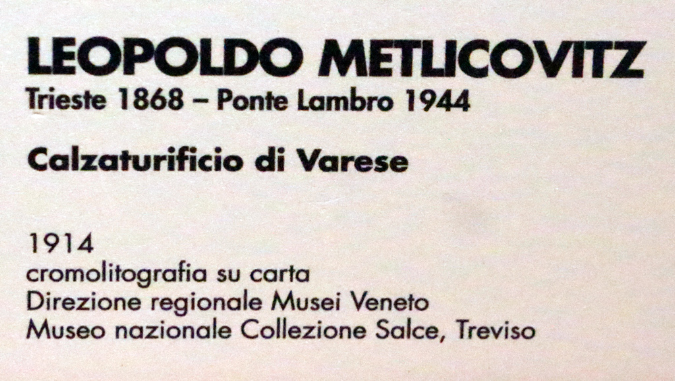 LEOPOLDO METLICOVITZ
Trieste 1868 – Ponte Lambro 1944
Calzaturificio di Varese
1914
cromolitografia su carta
Direzione regionale Musei Veneto
Museo nazionale Collezione Salce, Treviso